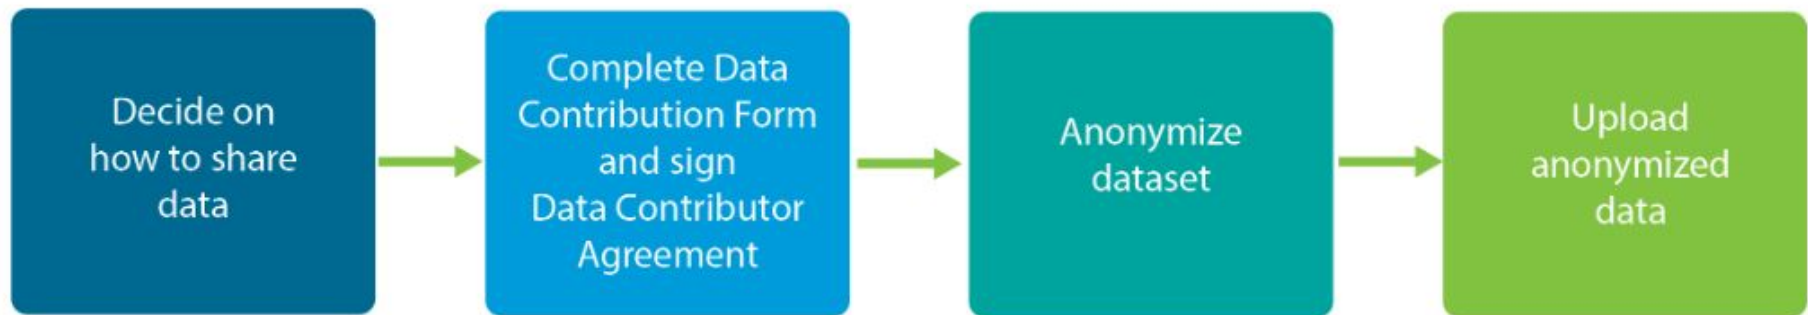 Decide on
how to share
data
Complete Data
Contribution Form
and sign
Data Contributor
Agreement
Anonymize
dataset
Upload
anonymized
data